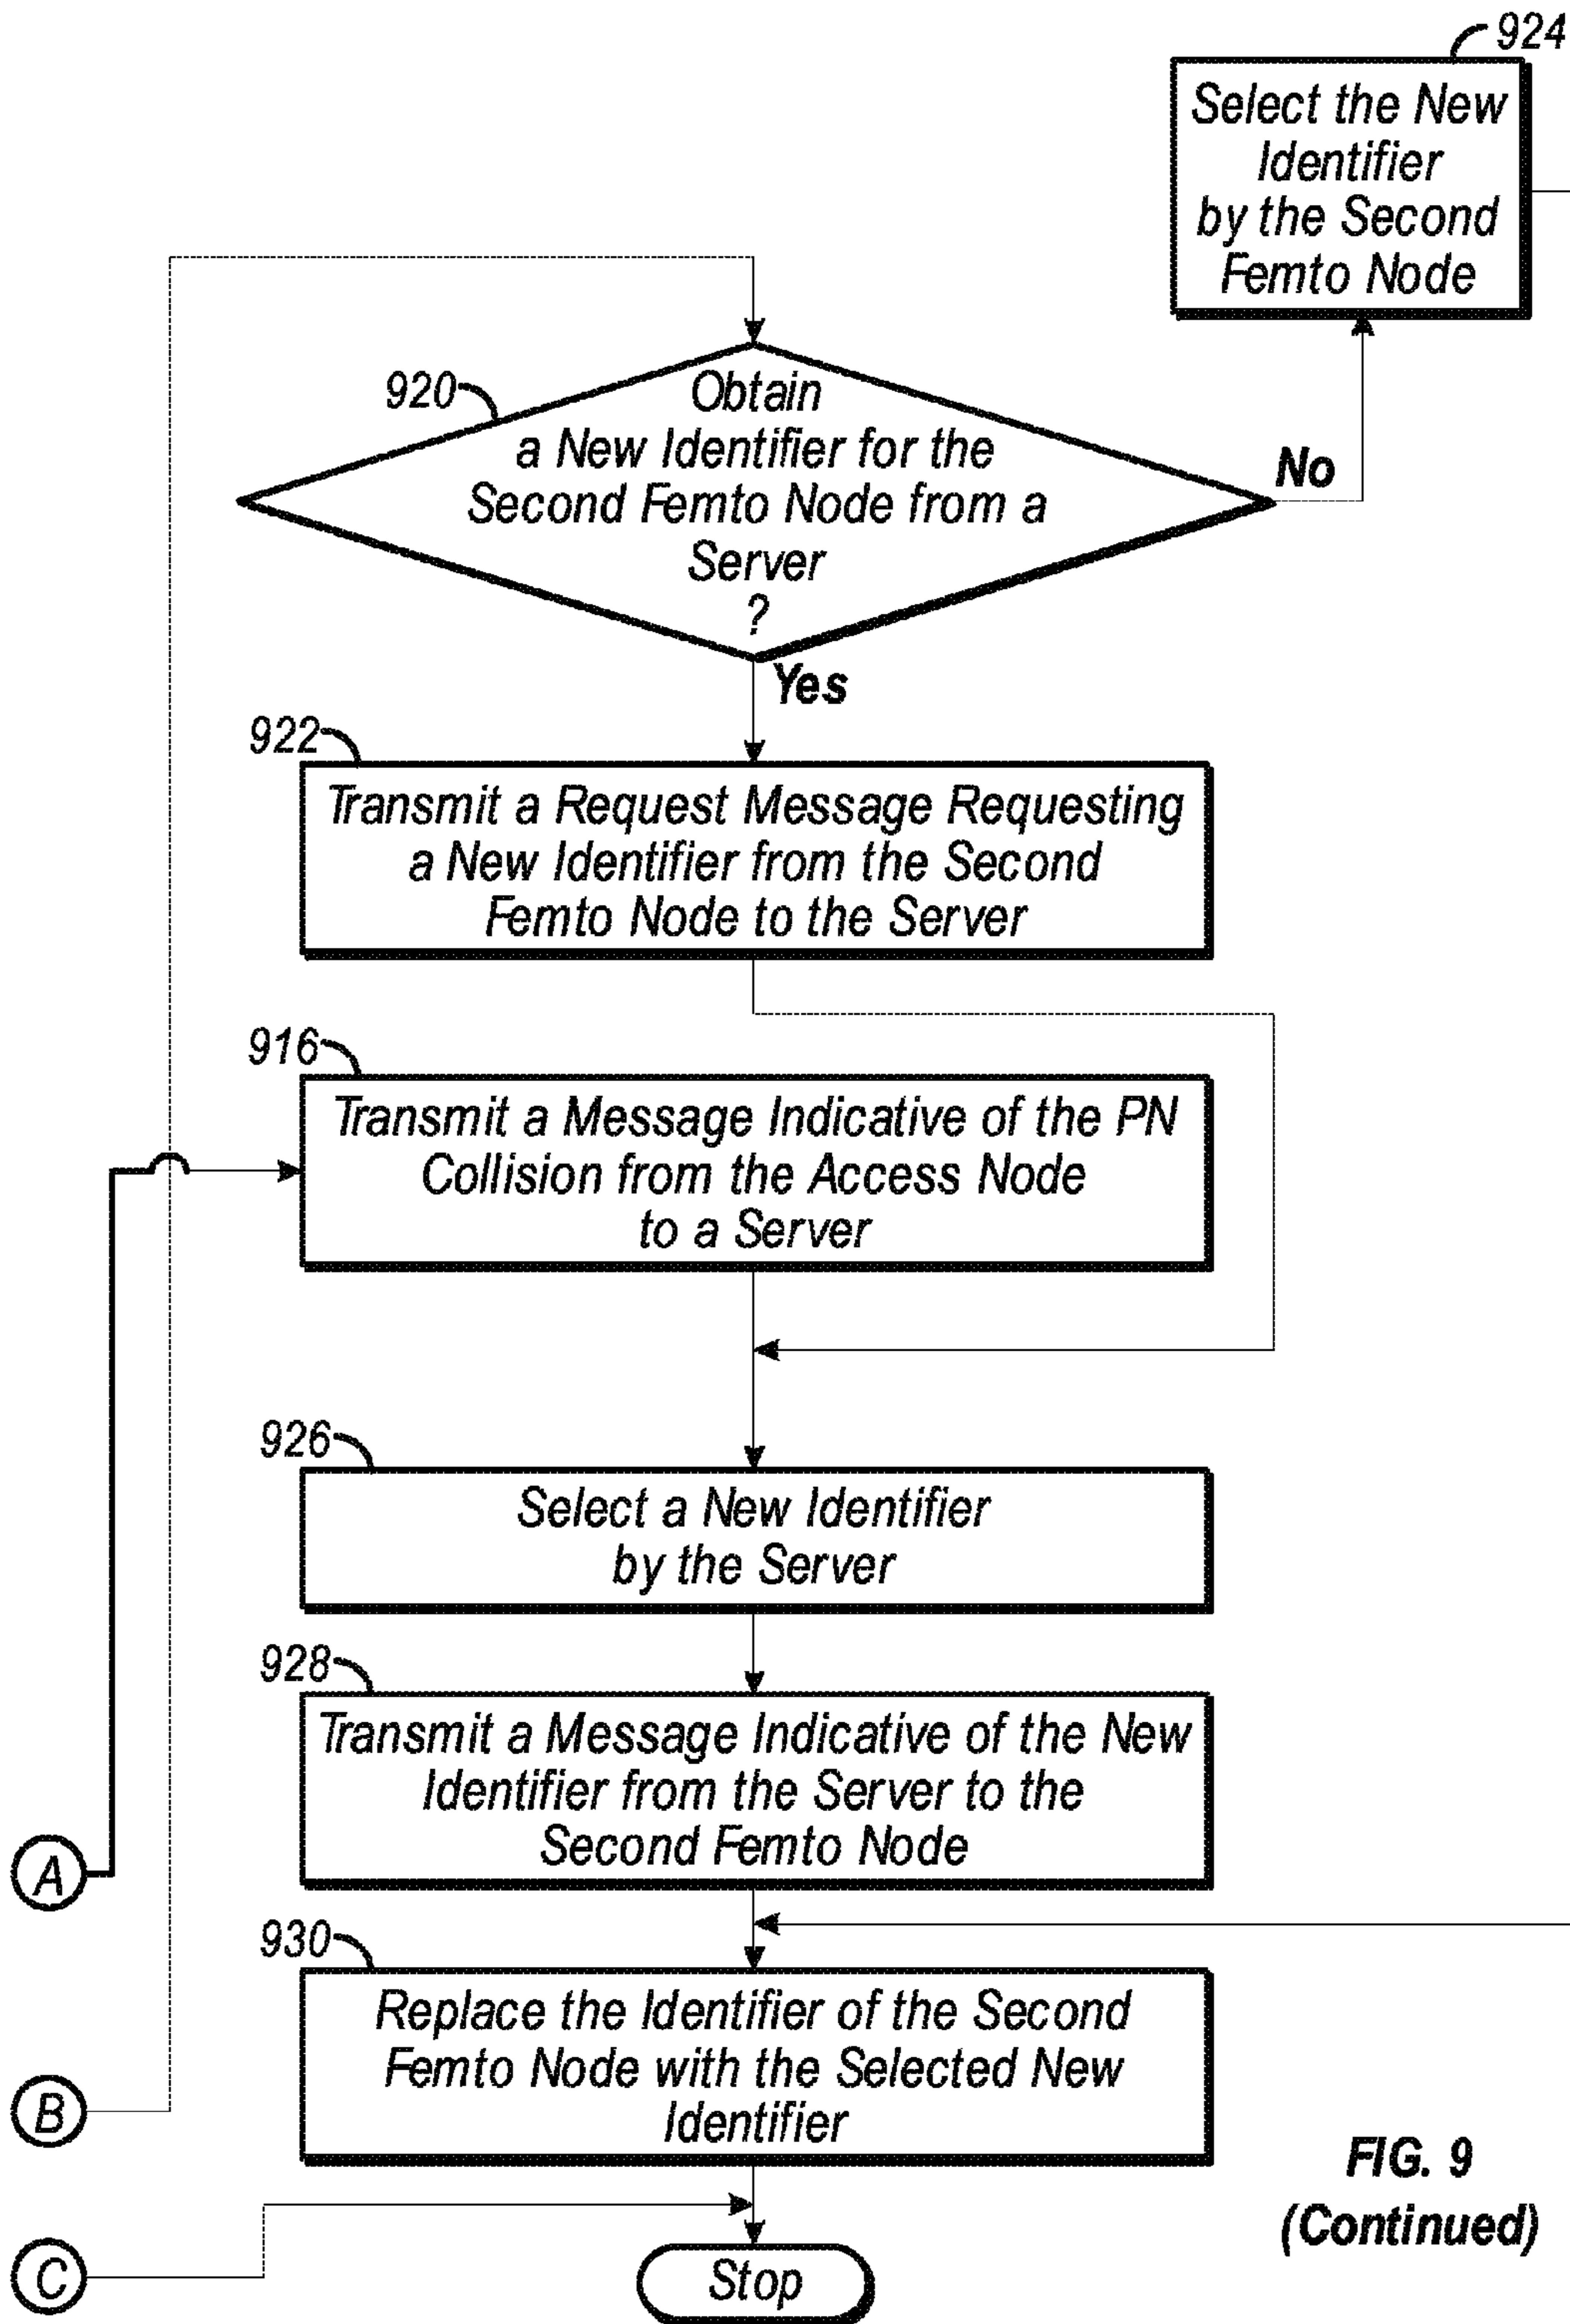 924
Select the New
Identifier
by the Second
Femto Node
920
Obtain
a New Identifier for the
Second Femto Node from a
Server
?
No
Yes
922
Transmit a Request Message Requesting
a New Identifier from the Second
Femto Node to the Server
916
Transmit a Message Indicative of the PN
Collision from the Access Node
to a Server
926
Select a New Identifier
by the Server
928
Transmit a Message Indicative of the New
Identifier from the Server to the
Second Femto Node
A
930
Replace the Identifier of the Second
Femto Node with the Selected New
Identifier
B
FIG. 9
(Continued)
C
Stop